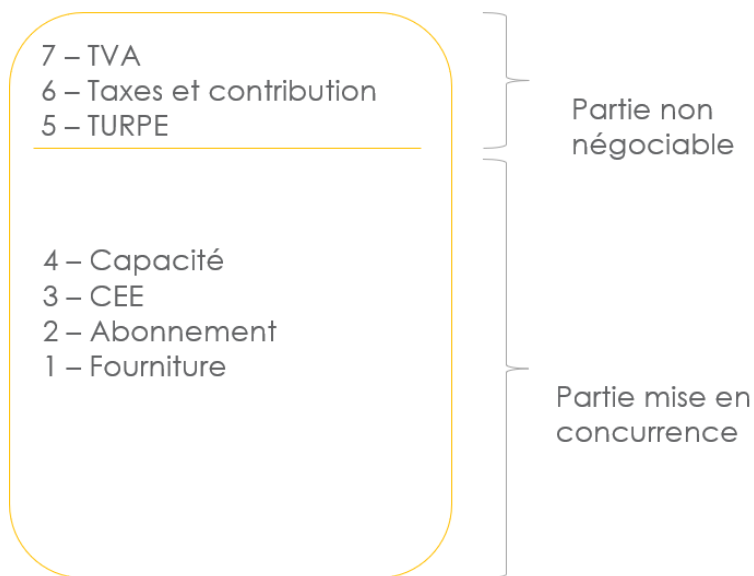 7 – TVA
6 – Taxes et contribution
5 – TURPE
Partie non
négociable
4 – Capacité
3 – CEE
2 – Abonnement
1 – Fourniture
Partie mise en
concurrence